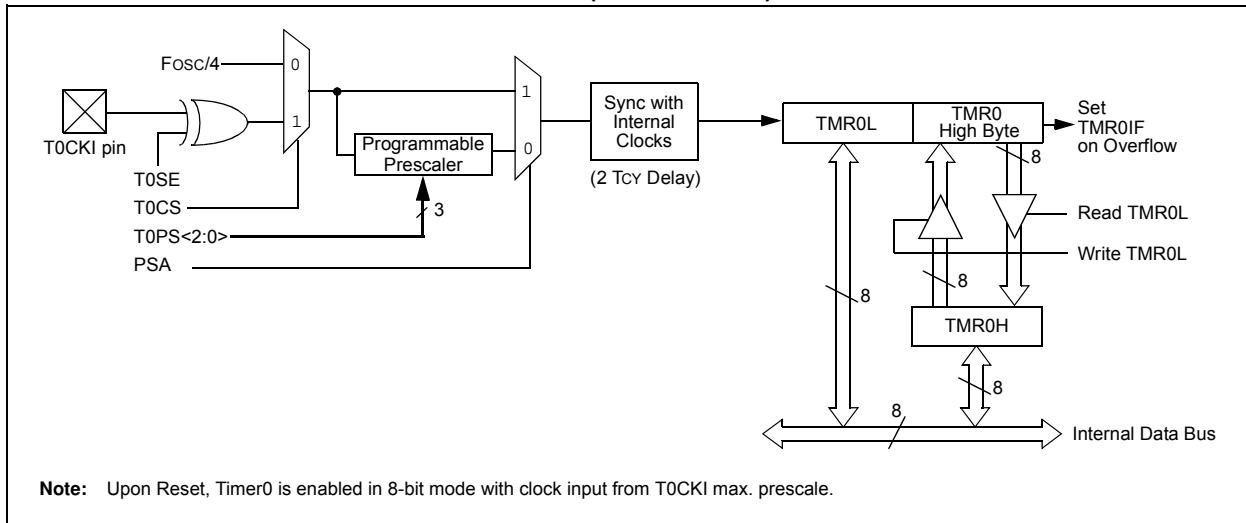 FOSC/4
0
1
T0CKI pin
T0SE
T0CS
T0PS<2:0>
PSA
Programmable
Prescaler
3
1
0
Sync with
Internal
Clocks
(2 TCY Delay)
TMR0L
TMR0
High Byte
Set
TMR0IF
on Overflow
8
Read TMR0L
Write TMR0L
8
8
TMR0H
8
8
Internal Data Bus
Note: Upon Reset, Timer0 is enabled in 8-bit mode with clock input from T0CKI max. prescale.